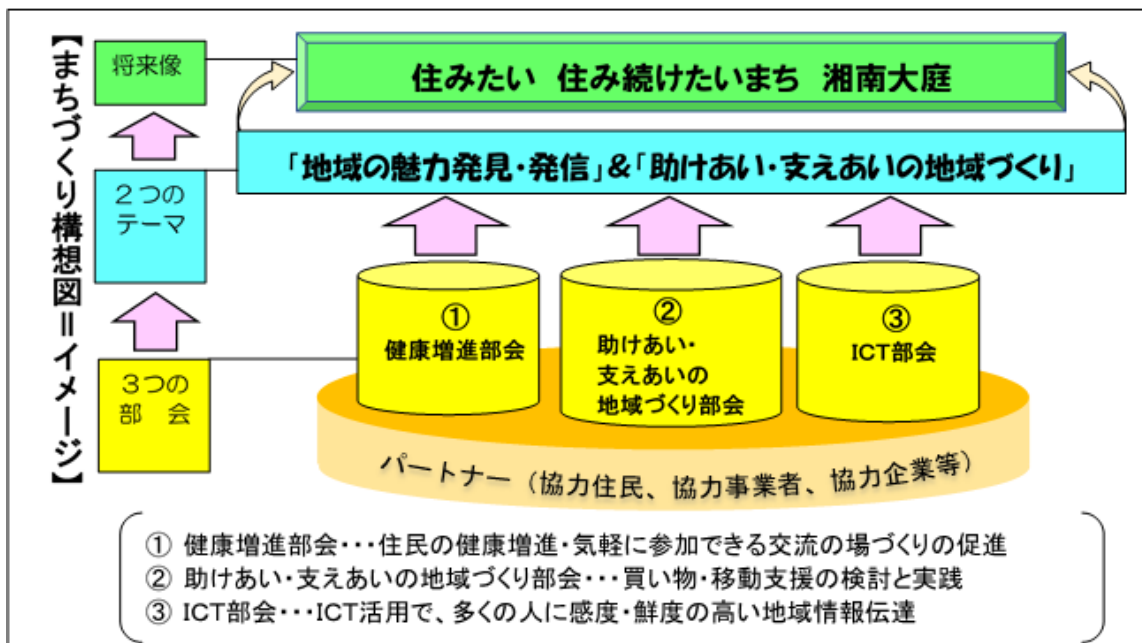 【まちづくり構想図＝イメージ】
将来像
住みたい 住み続けたいまち 湘南大庭
２つの
テーマ
「地域の魅力発見・発信」＆「助けあい・支えあいの地域づくり」
３つの
部　会
①
健康増進部会
②
助けあい・
支えあいの
地域づくり部会
③
ICT部会
パートナー（協力住民、協力事業者、協力企業等）
① 健康増進部会・・・住民の健康増進・気軽に参加できる交流の場づくりの促進
② 助けあい・支えあいの地域づくり部会・・・買い物・移動支援の検討と実践
③ ICT部会・・・ICT活用で、多くの人に感度・鮮度の高い地域情報伝達